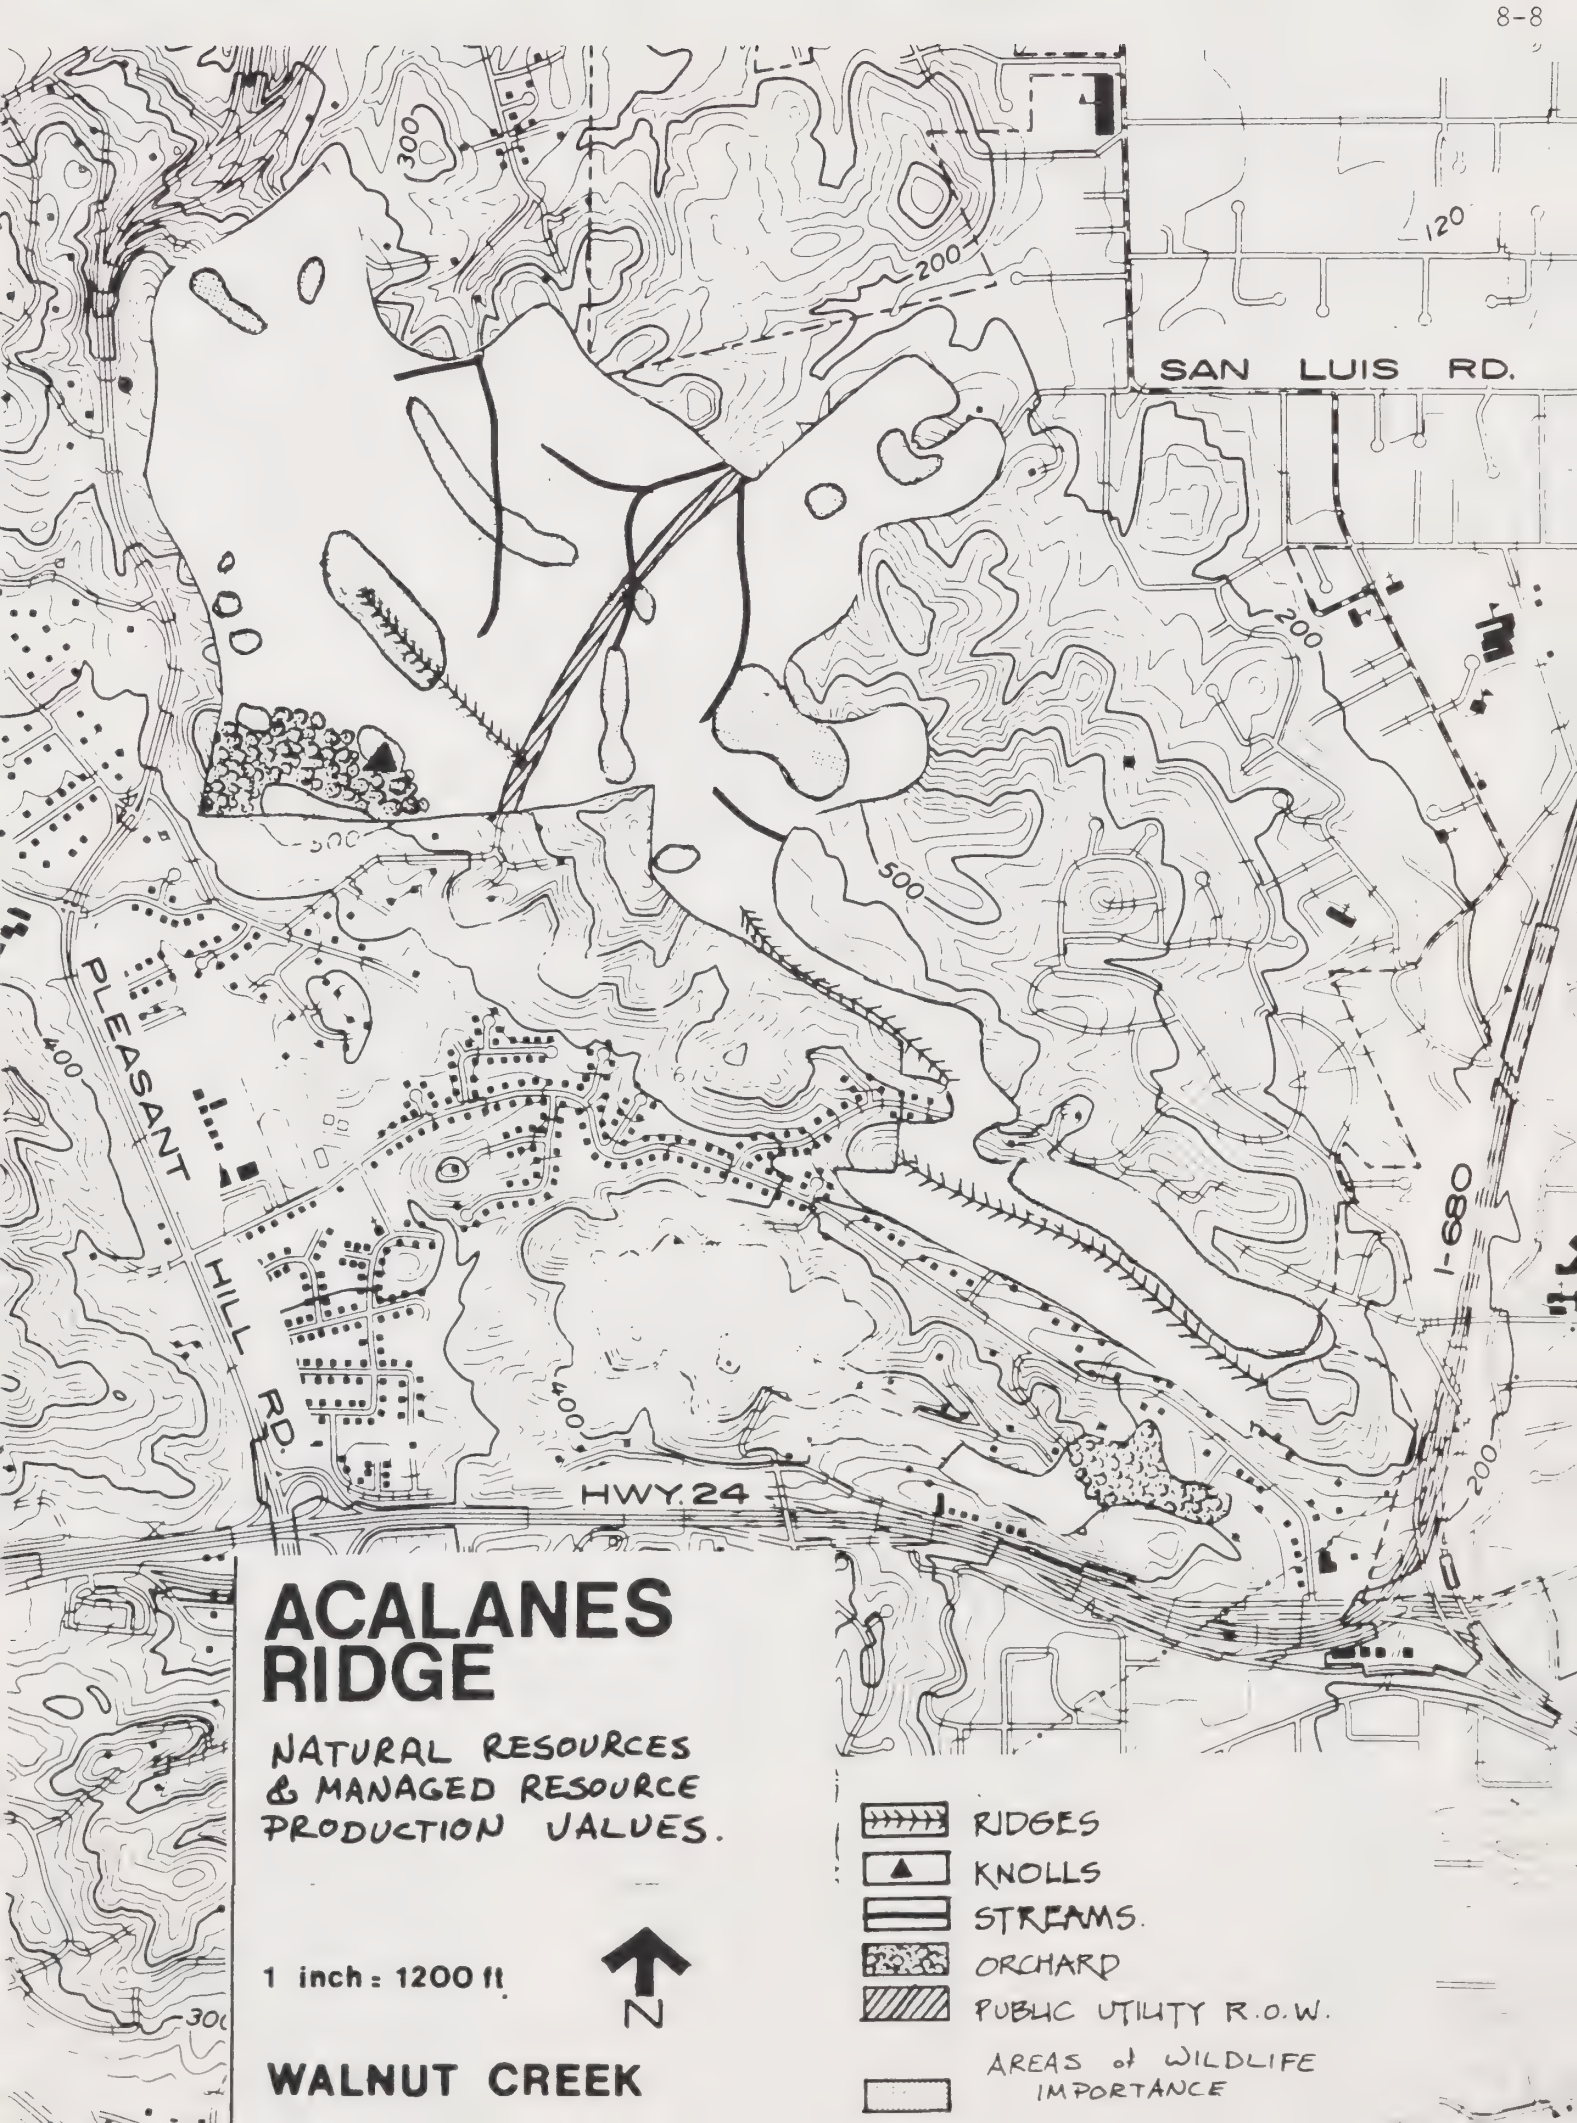 8-8
300
200
120
SAN LUIS RD.
200
500
500
PLEASANT
400
I-680
HILL
RD.
400
200
HWY. 24
ACALANES
RIDGE
NATURAL RESOURCES
& MANAGED RESOURCE
PRODUCTION VALUES.
RIDGES
KNOLLS
STREAMS.
ORCHARD
1 inch = 1200 ft.
N
PUBLIC UTILITY R.O.W.
300
AREAS of WILDLIFE
IMPORTANCE
WALNUT CREEK